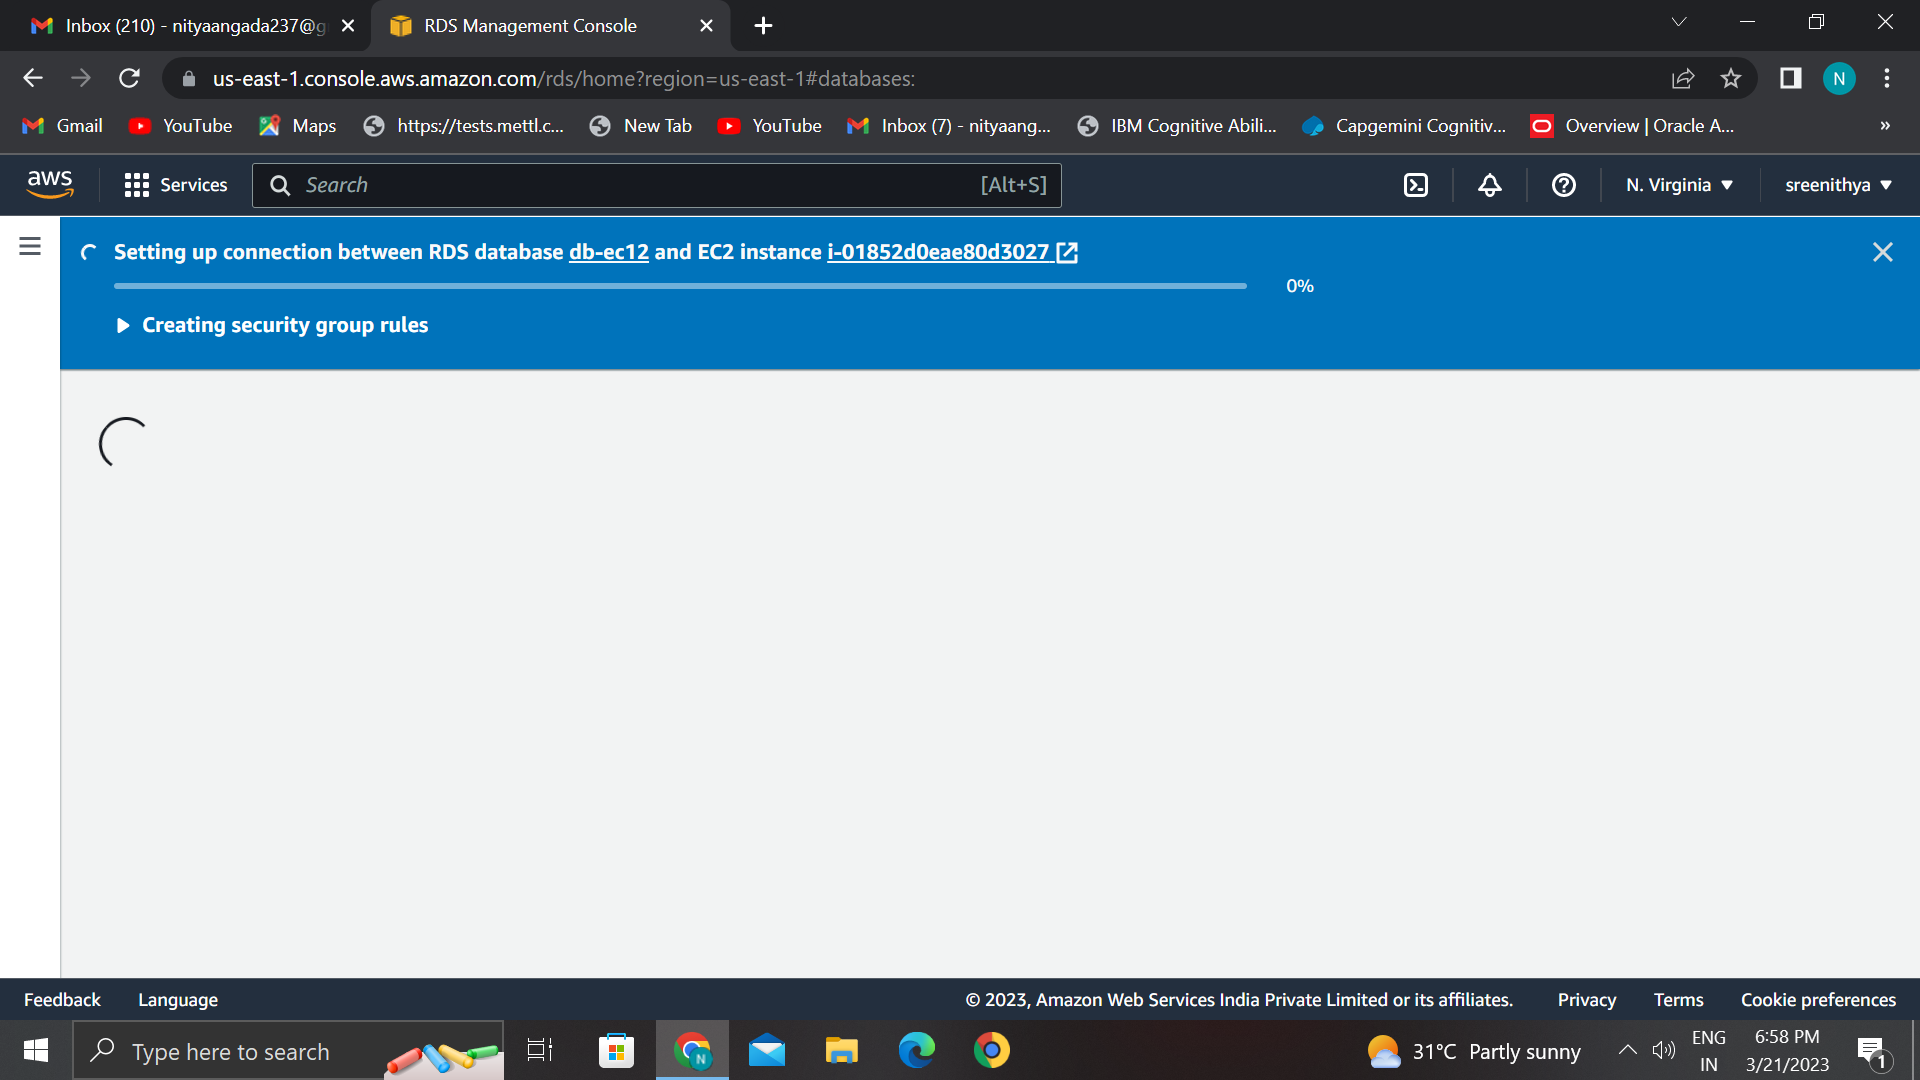 Inbox (210) - nityaangada237@g
RDS Management Console
us-east-1.console.aws.amazon.com/rds/home?region=us-east-1#databases:
N
Gmail
YouTube
Maps
https://tests.mettl.c...
New Tab
YouTube
Inbox (7) - nityaang...
IBM Cognitive Abili...
Capgemini Cognitiv...
Overview | Oracle A...
»
aws
Services
Search
[Alt+S]
N. Virginia
sreenithya
Setting up connection between RDS database db-ec12 and EC2 instance i-01852d0eae80d3027
0%
Creating security group rules
Feedback
Language
© 2023, Amazon Web Services India Private Limited or its affiliates.
Privacy
Terms
Cookie preferences
Type here to search
N
31°C Partly sunny
ENG
IN
6:58 PM
3/21/2023
1